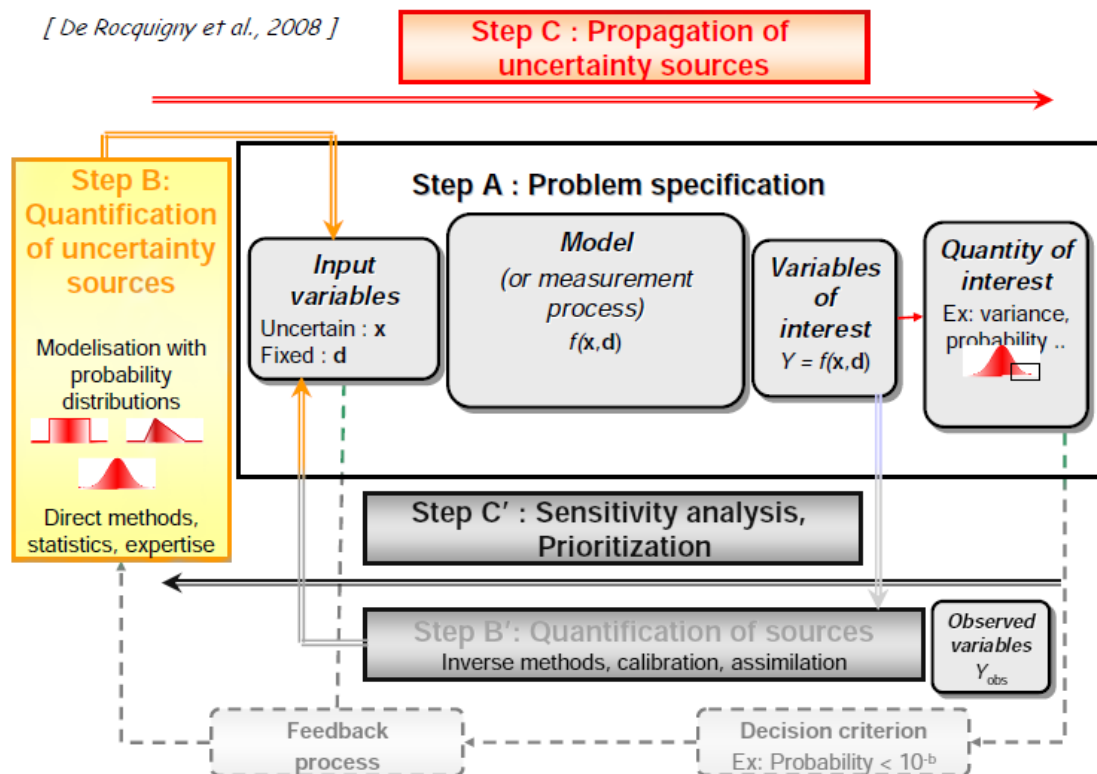 [ De Rocquigny et al., 2008 ]
Step C : Propagation of
uncertainty sources
Step B:
Quantification
of uncertainty
sources
Modelisation with
probability
distributions
Direct methods,
statistics, expertise
Step A : Problem specification
Input
variables
Uncertain : x
Fixed : d
Model
(or measurement
process)
f(x,d)
Variables
of
interest
Y = f(x,d)
Quantity of
interest
Ex: variance,
probability ..
Step C’ : Sensitivity analysis,
Prioritization
Step B’: Quantification of sources
Inverse methods, calibration, assimilation
Observed
variables
Yobs
Feedback
process
Decision criterion
Ex: Probability < 10-b